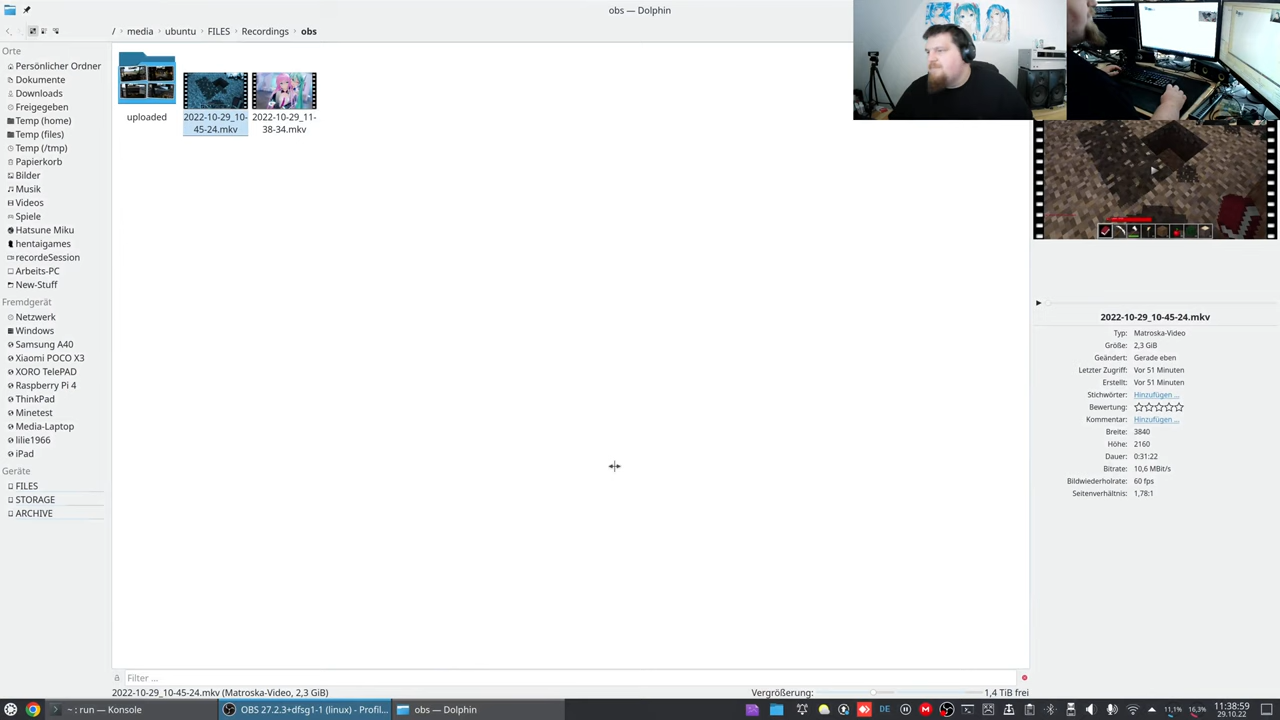 obs — Dolphin
/ › media › ubuntu › FILES › Recordings › obs
Orte
Persönlicher Ordner
Dokumente
Downloads
Freigegeben
Temp (home)
Temp (files)
Temp (/tmp)
Papierkorb
Bilder
Musik
Videos
Spiele
Hatsune Miku
hentaigames
recordeSession
Arbeits-PC
New-Stuff
Fremdgerät
Netzwerk
Windows
Samsung A40
Xiaomi POCO X3
XORO TelePAD
Raspberry Pi 4
ThinkPad
Minetest
Media-Laptop
lilie1966
iPad
Geräte
FILES
STORAGE
ARCHIVE
uploaded
2022-10-29_10-
45-24.mkv
2022-10-29_11-
38-34.mkv
2022-10-29_10-45-24.mkv
Typ: Matroska-Video
Größe: 2,3 GiB
Geändert: Gerade eben
Letzter Zugriff: Vor 51 Minuten
Erstellt: Vor 51 Minuten
Stichwörter: Hinzufügen ...
Bewertung:
Kommentar: Hinzufügen ...
Breite: 3840
Höhe: 2160
Dauer: 0:31:22
Bitrate: 10,6 MBit/s
Bildwiederholrate: 60 fps
Seitenverhältnis: 1,78:1
Filter ...
2022-10-29_10-45-24.mkv (Matroska-Video, 2,3 GiB)
Vergrößerung:
1,4 TiB frei
~ : run — Konsole
OBS 27.2.3+dfsg1-1 (linux) - Profil...
obs — Dolphin
DE
11,1%
16,3%
11:38:59
29.10.22